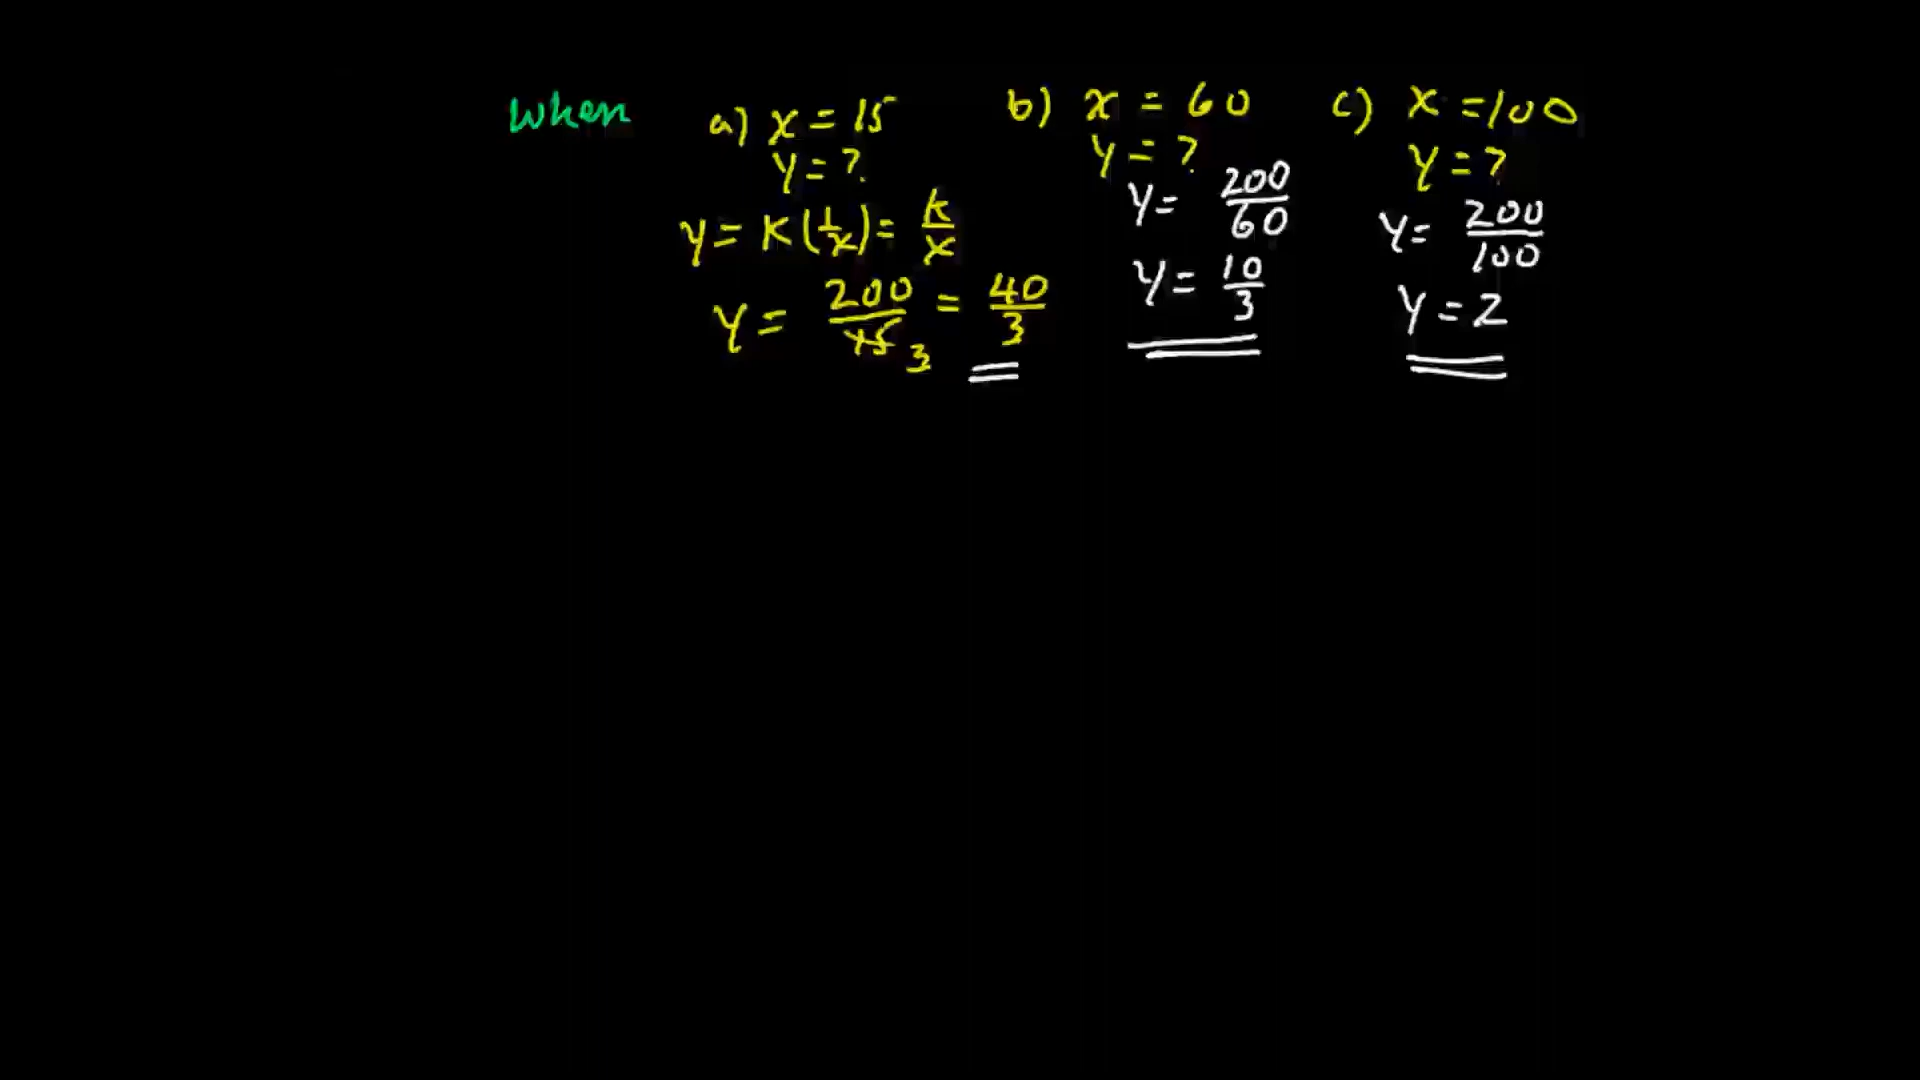 When
a) x = 15
y = ?
y = K(1/x) = K/x
y = 200/15 3 = 40/3
b) x = 60
y = ?
y = 200/60
y = 10/3
c) x = 100
y = ?
y = 200/100
y = 2